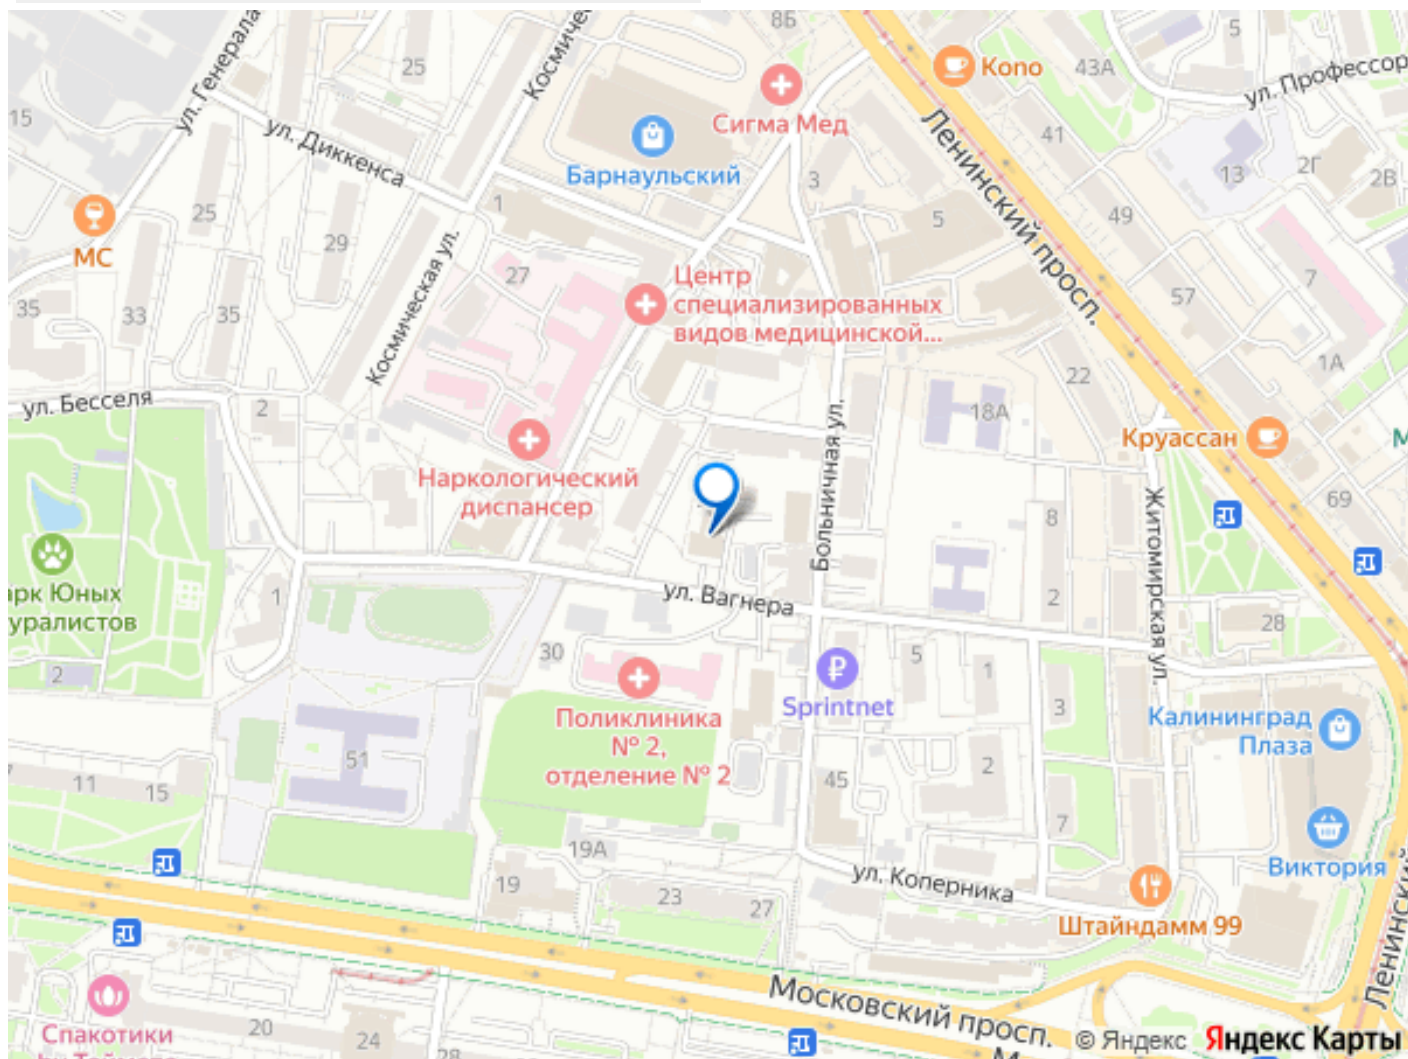 8Б
ул. Генерала
25
Космичес
Kono
43А
5
ул. Профессор
15
ул. Диккенса
Сигма Мед
Ленинский просп.
41
2Г
13
2В
Барнаульский
3
25
1
5
49
МС
29
Космическая ул.
27
Центр
специализированных
видов медицинской...
57
7
35
33
35
1А
ул. Бесселя
2
22
18А
Больничная ул.
Круассан
М
Наркологический
диспансер
Житомирская ул.
69
8
арк Юных
уралистов
1
ул. Вагнера
2
28
2
30
5
1
Sprintnet
3
Поликлиника
№ 2,
отделение № 2
Калининград
Плаза
51
2
45
11
15
7
Виктория
19А
19
23
27
ул. Коперника
Штайндамм 99
Ленинский
Московский просп.
Спакотики
20
24
28
М
© Яндекс Яндекс Карты